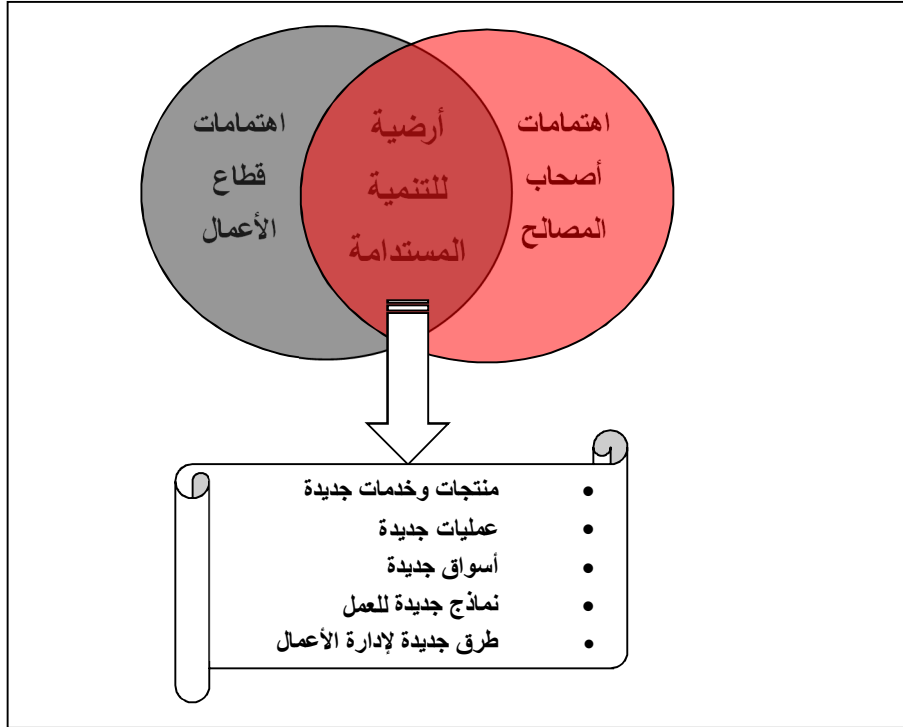 اهتمامات
أصحاب
المصالح
أرضية
للتنمية
المستدامة
اهتمامات
قطاع
الأعمال
• منتجات وخدمات جديدة
• عمليات جديدة
• أسواق جديدة
• نماذج جديدة للعمل
• طرق جديدة لإدارة الأعمال